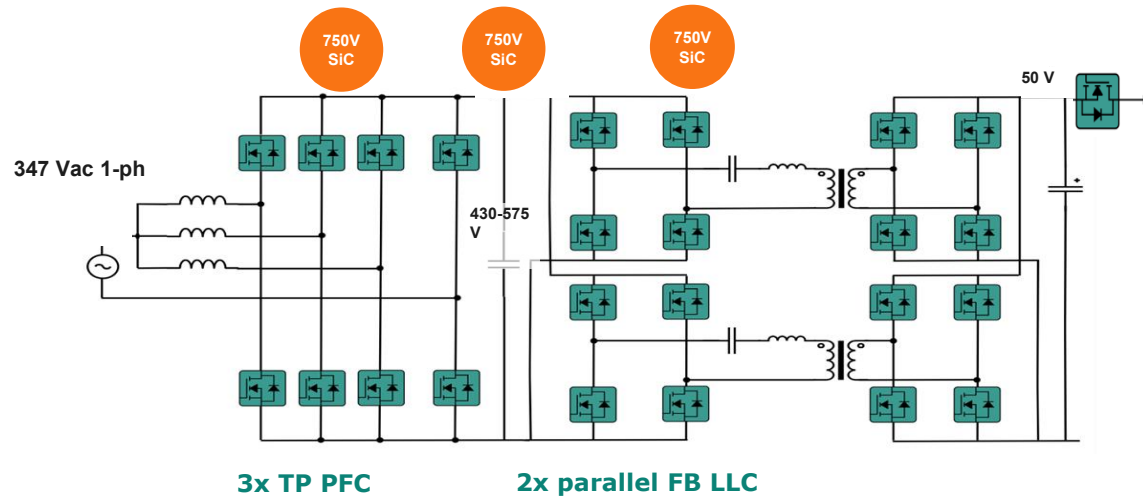 750V
SiC
750V
SiC
750V
SiC
50 V
347 Vac 1-ph
430-575
V
+
3x TP PFC
2x parallel FB LLC